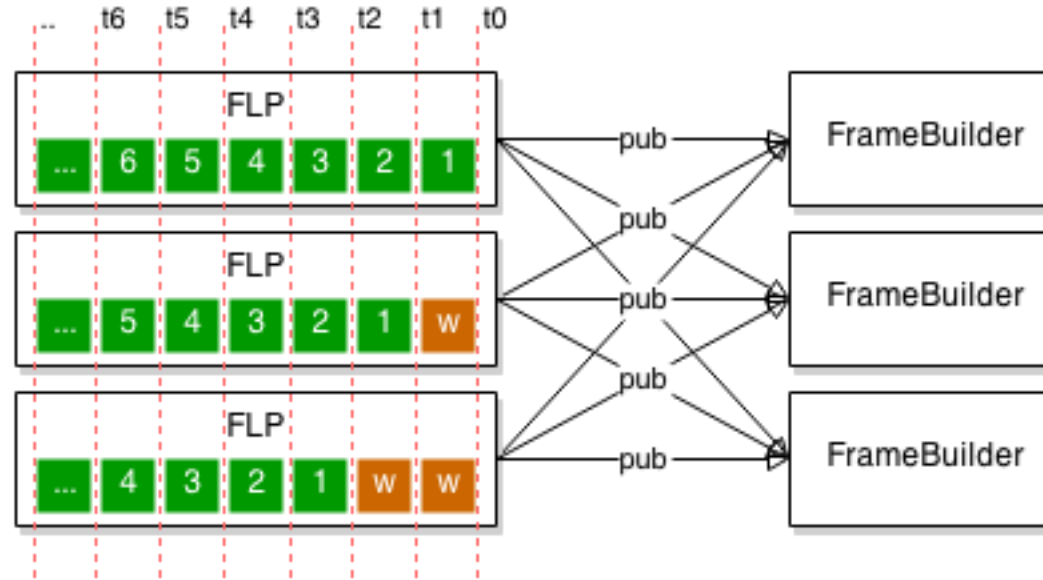 .. t6 t5 t4 t3 t2 t1 t0
FLP
... 6 5 4 3 2 1
FLP
... 5 4 3 2 1 w
FLP
... 4 3 2 1 w w
pub
pub
pub
pub
pub
FrameBuilder
FrameBuilder
FrameBuilder